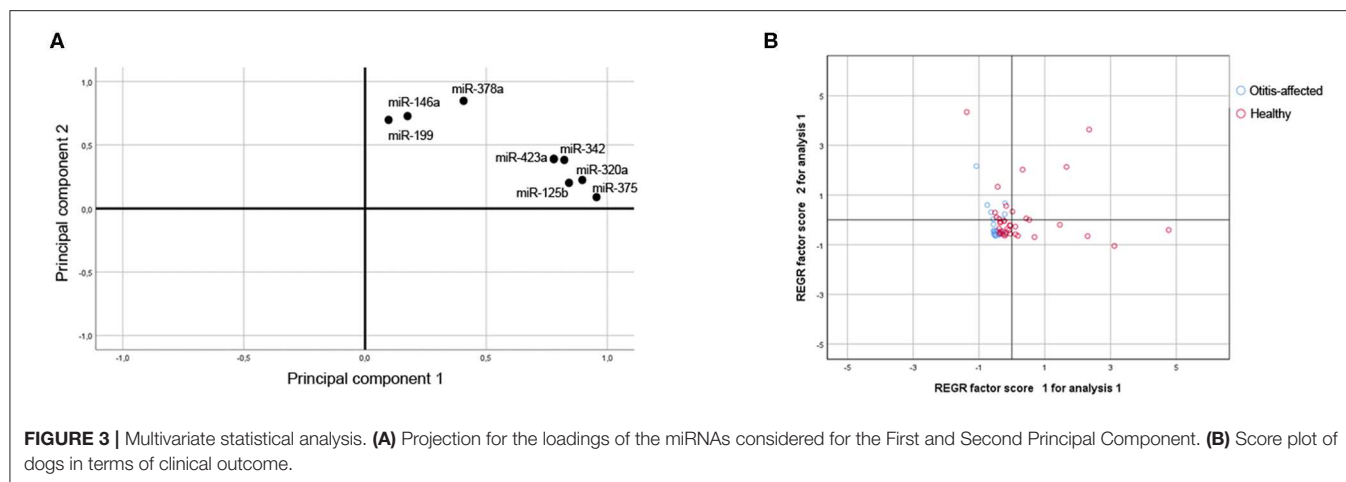 A
1,0
0,5
0,0
-0,5
-1,0
Principal component 2
miR-378a
miR-146a
miR-199
miR-342
miR-423a
miR-320a
miR-125b
miR-375
-1,0
-0,5
0,0
0,5
1,0
Principal component 1
B
5
3
1
-1
-3
-5
REGR factor score 2 for analysis 1
-5
-1
1
3
5
REGR factor score 1 for analysis 1
Otitis-affected
Healthy
FIGURE 3 | Multivariate statistical analysis. (A) Projection for the loadings of the miRNAs considered for the First and Second Principal Component. (B) Score plot of
dogs in terms of clinical outcome.